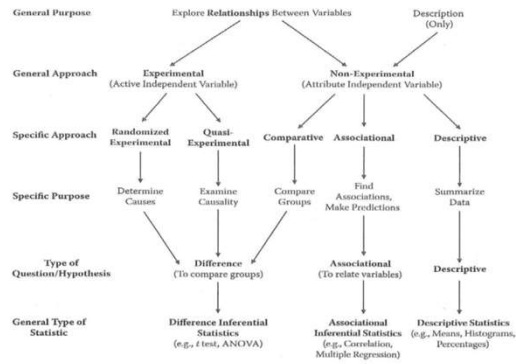 General Purpose
Explore Relationships Between Variables
Description
(Only)
General Approach
Experimental
(Active Independent Variable)
Non-Experimental
(Attribute Independent Variable)
Specific Approach
Randomized
Experimental
Quasi-
Experimental
Comparative
Associational
Descriptive
Specific Purpose
Determine
Causes
Examine
Causality
Compare
Groups
Find
Associations,
Make Predictions
Summarize
Data
Type of
Question/Hypothesis
Difference
(To compare groups)
Associational
(To relate variables)
Descriptive
General Type of
Statistic
Difference Inferential
Statistics
(e.g., t test, ANOVA)
Associational
Inferential Statistics
(e.g., Correlation,
Multiple Regression)
Descriptive Statistics
(e.g., Means, Histograms,
Percentages)